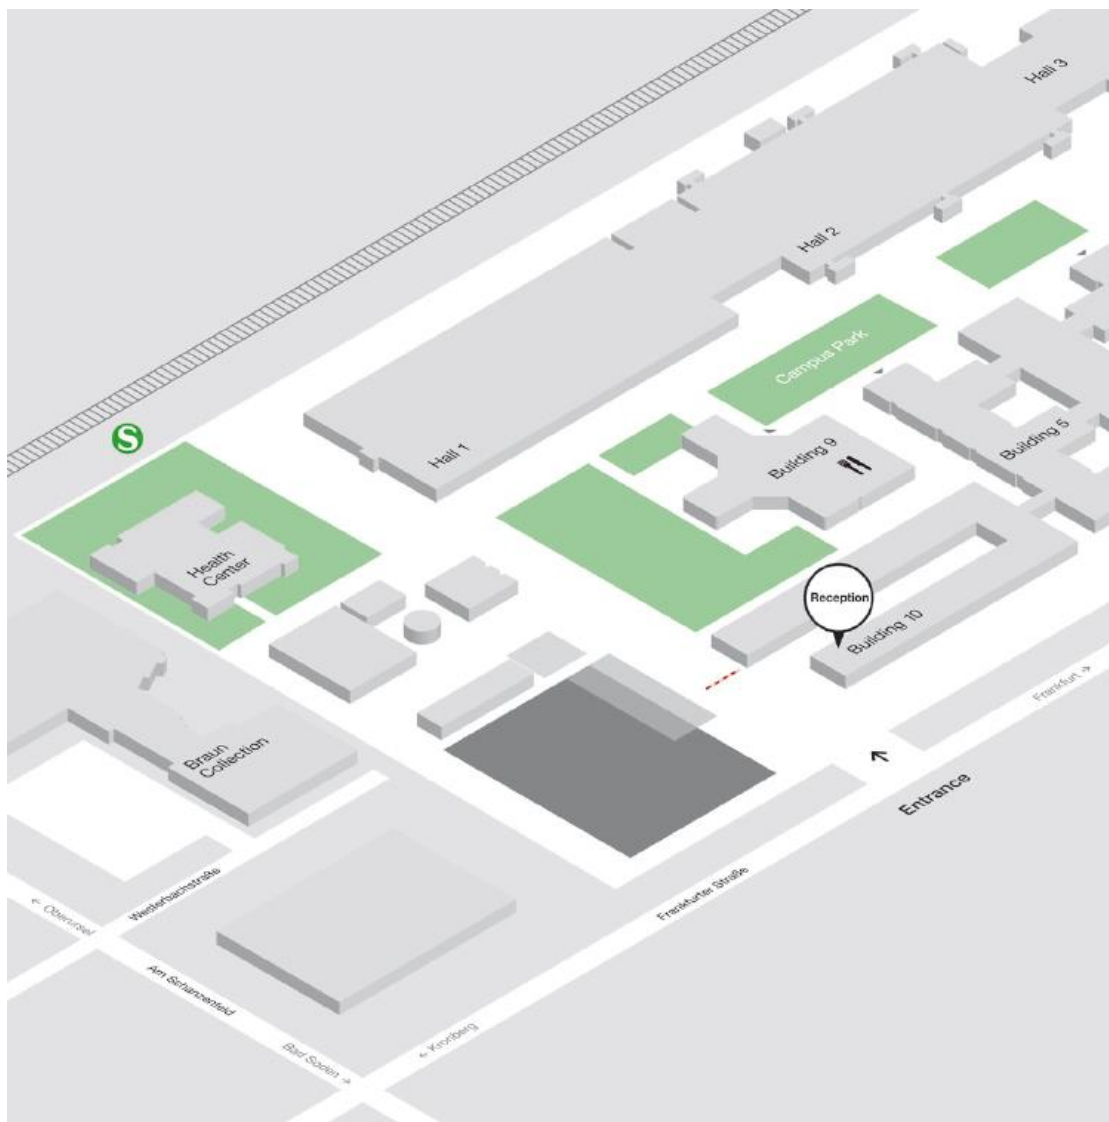 Hall 3
Hall 2
Campus Park
S
Hall 1
Building 9
Building 5
Health
Center
Reception
Building 10
Frankfurt →
Braun
Collection
Entrance
Westerbachstraße
Frankfurter Straße
← Oberursel
Am Schanzenfeld
← Kronberg
Bad Soden →